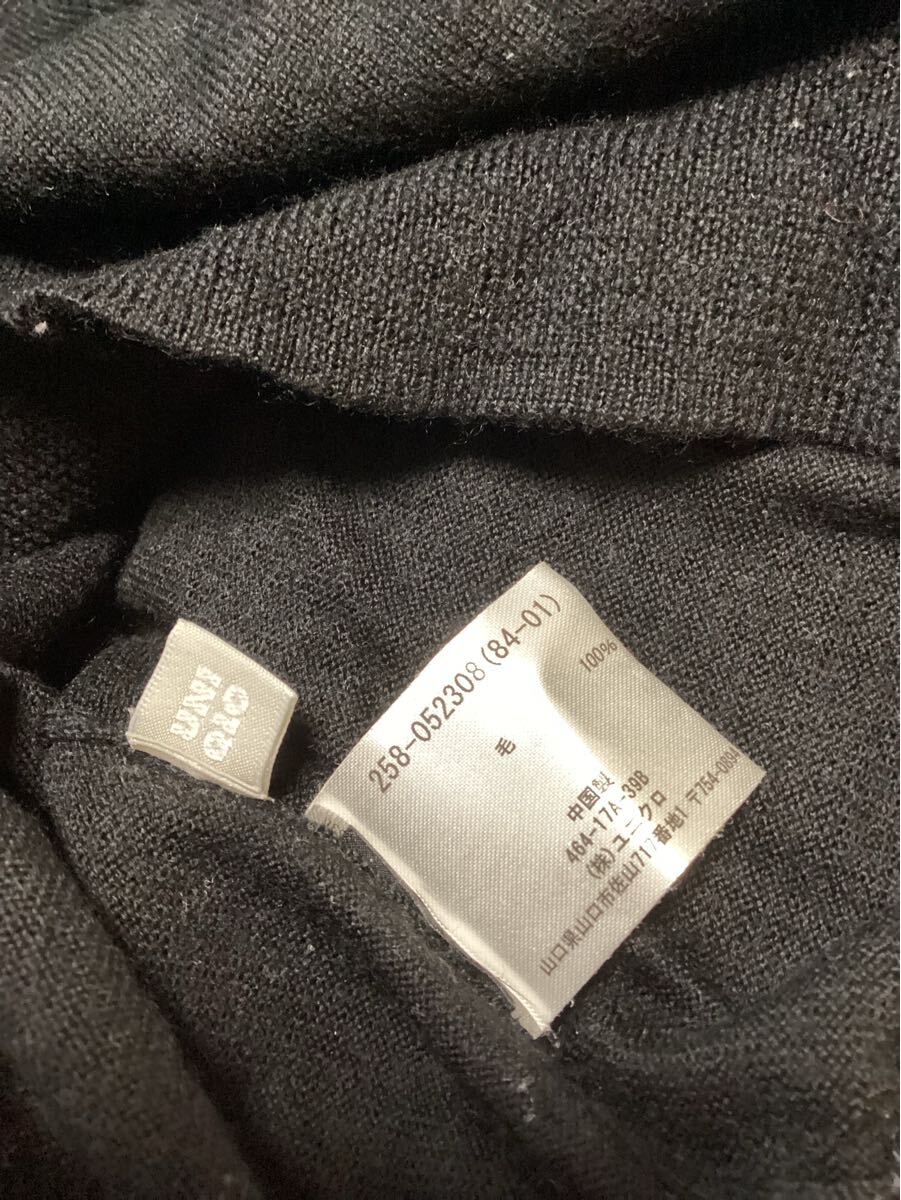 UNI
QLO
258-052308(84-01)
毛 100%
中国製
464-17A-39B
(株)ユニクロ
山口県山口市佐山717番地1 〒754-0894